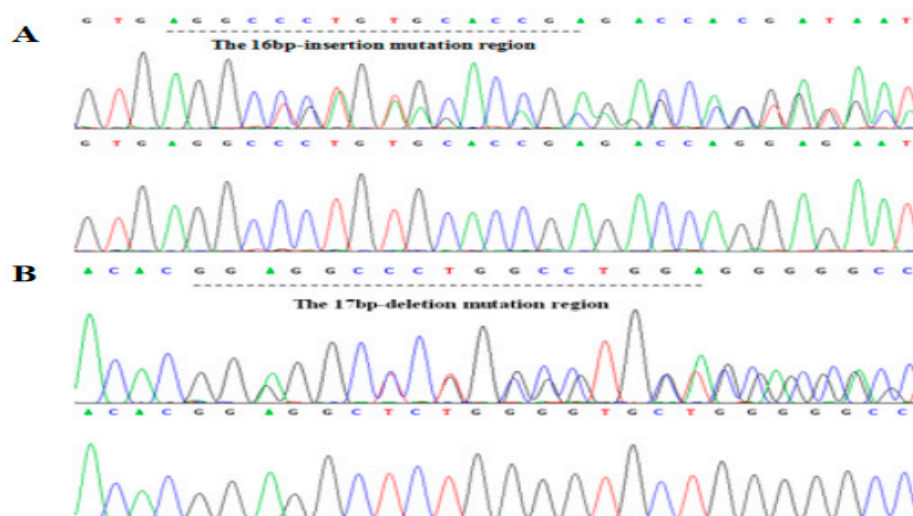 A
G T G A G G C C C T G T G C A C C G A G A C C A C G A T A A T
The 16bp-insertion mutation region
G T G A G G C C C T G T G C A C C G A G A C C A G G A G A A T
B
A C A C G G A G G C C C T G G C C T G G A G G G G G C C
The 17bp-deletion mutation region
A C A C G G A G G C T C T G G G G T G C T G G G G G C C